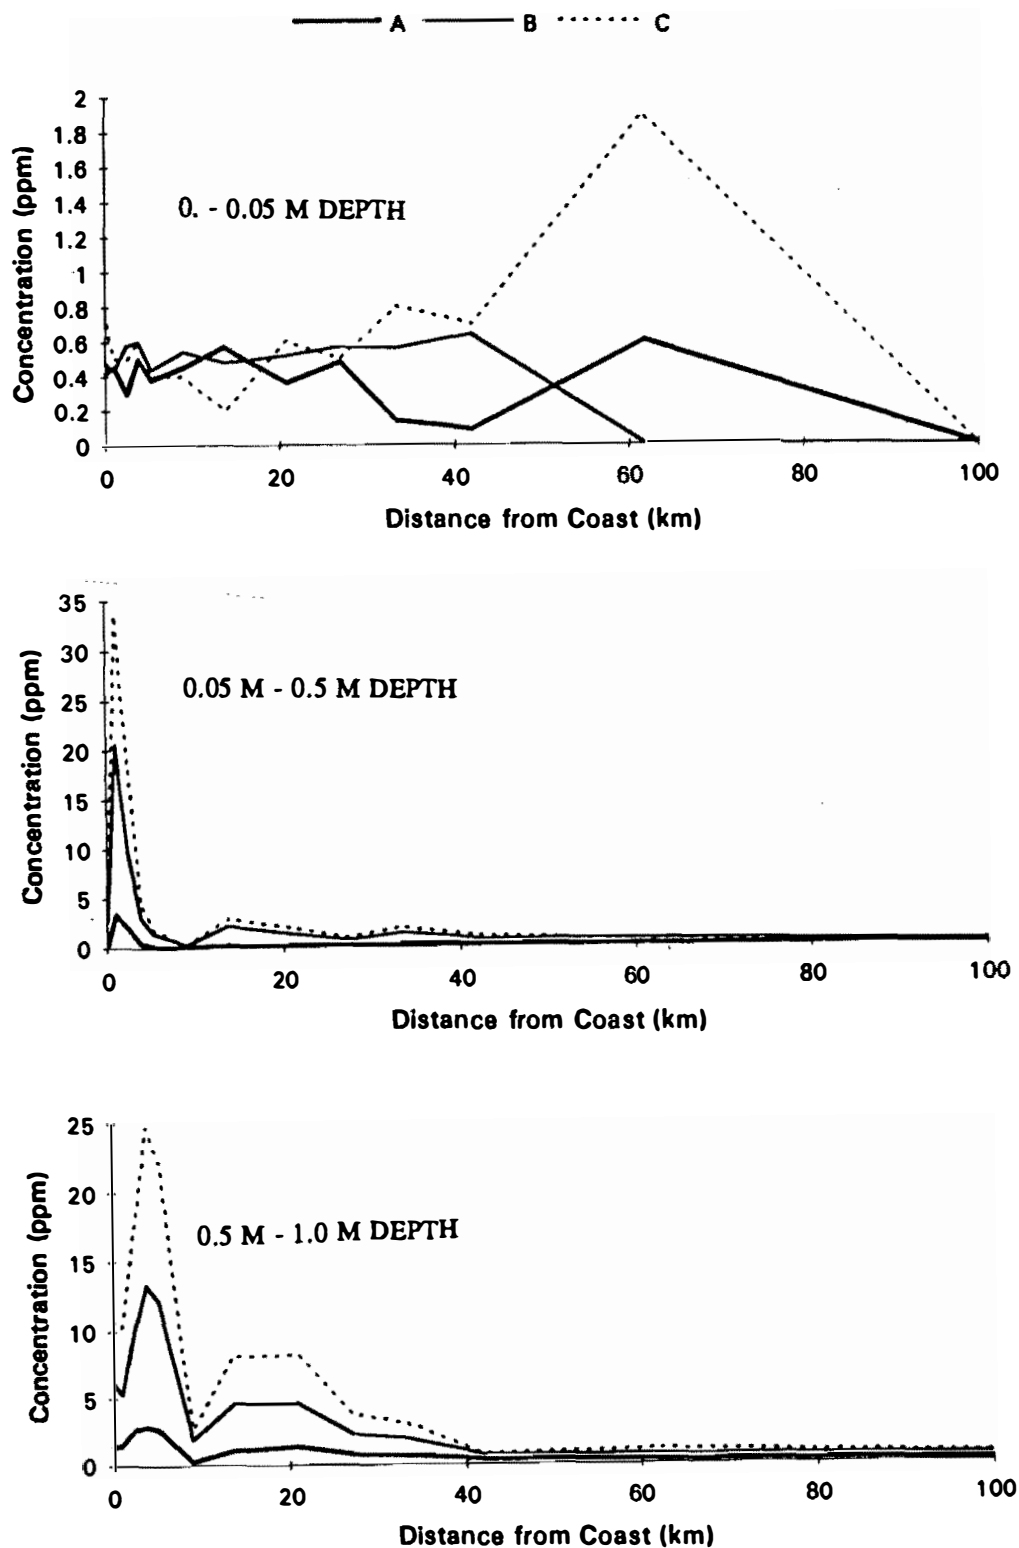 A B C
2
1.8
1.6
1.4
1.2
1
0.8
0.6
0.4
0.2
0
Concentration (ppm)
0. - 0.05 M DEPTH
0 20 40 60 80 100
Distance from Coast (km)
35
30
25
20
15
10
5
0
Concentration (ppm)
0.05 M - 0.5 M DEPTH
0 20 40 60 80 100
Distance from Coast (km)
25
20
15
10
5
0
Concentration (ppm)
0.5 M - 1.0 M DEPTH
0 20 40 60 80 100
Distance from Coast (km)